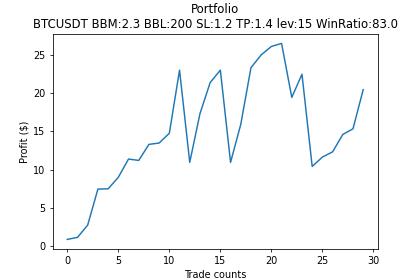 Portfolio
BTCUSDT BBM:2.3 BBL:200 SL:1.2 TP:1.4 lev:15 WinRatio:83.0
25
20
15
10
5
0
Profit ($)
0 5 10 15 20 25 30
Trade counts